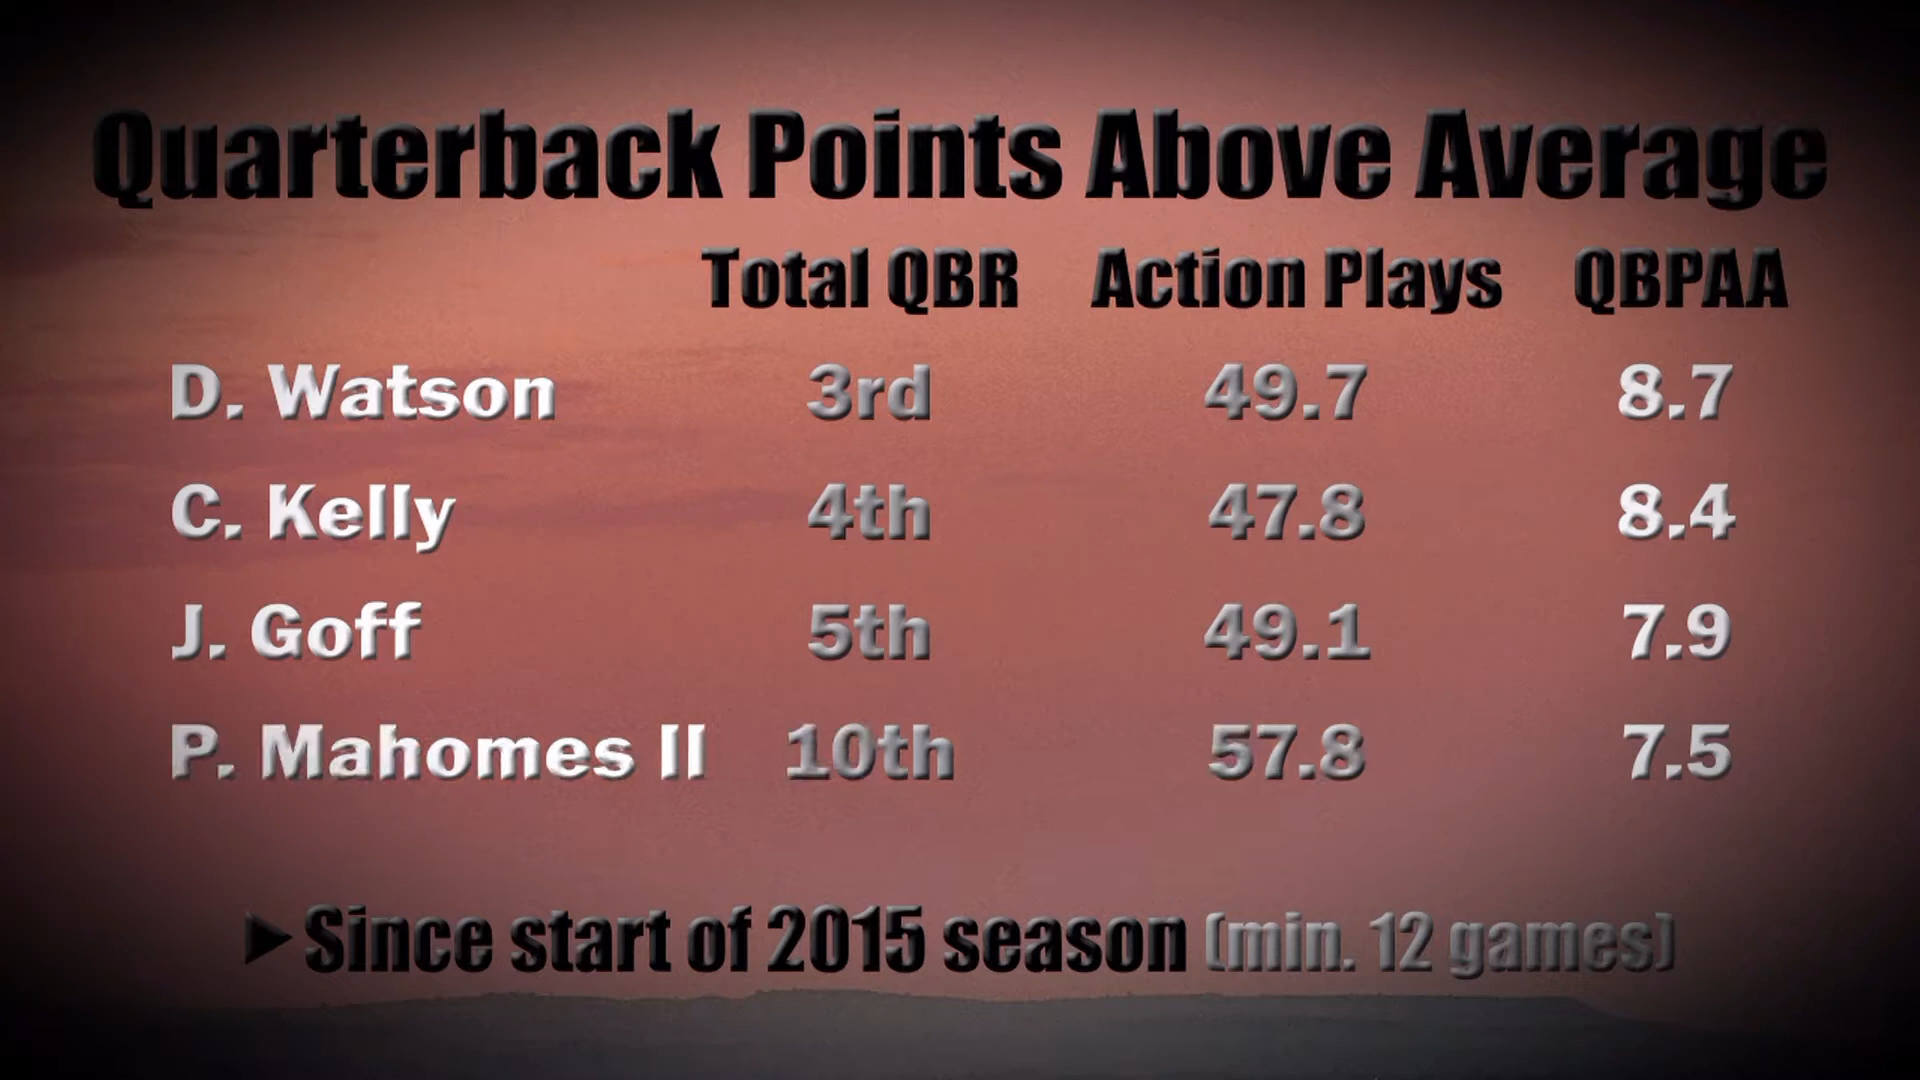 Quarterback Points Above Average
Total QBR Action Plays QBPAA
D. Watson 3rd 49.7 8.7
C. Kelly 4th 47.8 8.4
J. Goff 5th 49.1 7.9
P. Mahomes II 10th 57.8 7.5
►Since start of 2015 season (min. 12 games)